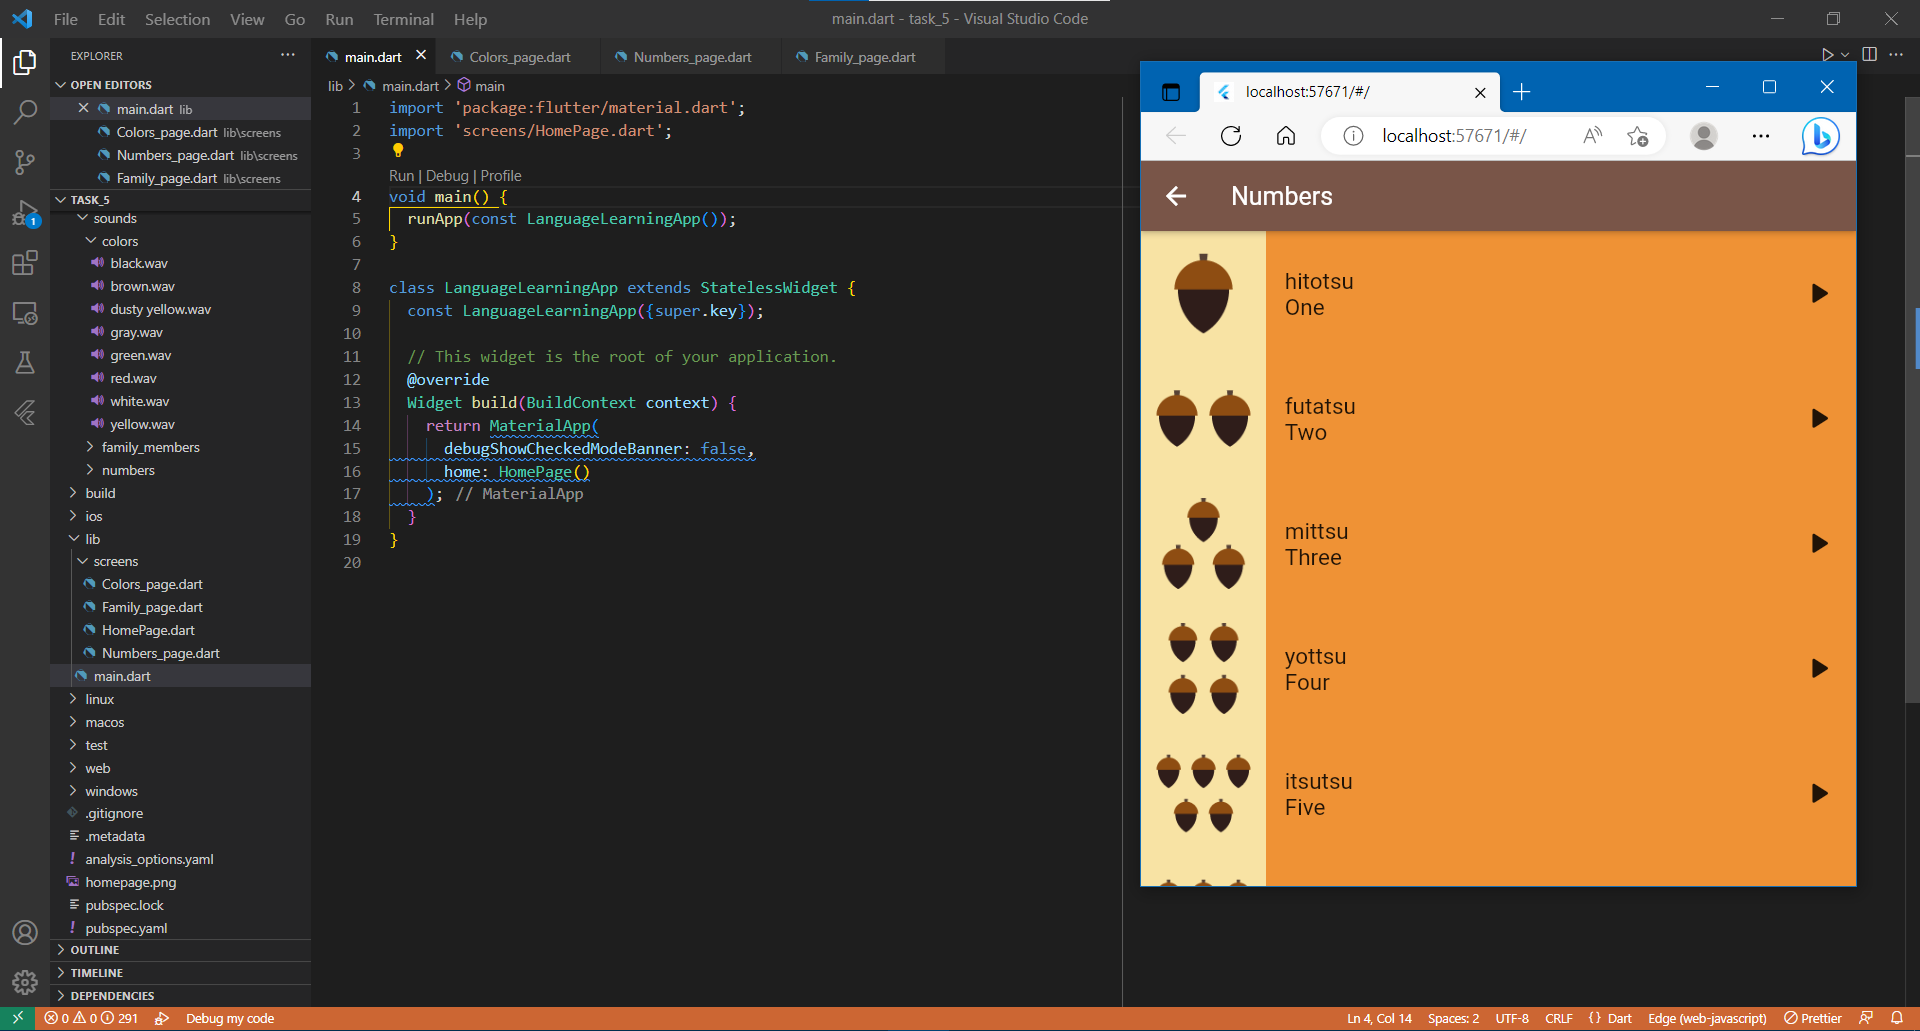 File Edit Selection View Go Run Terminal Help
main.dart - task_5 - Visual Studio Code
EXPLORER
OPEN EDITORS
main.dart lib
Colors_page.dart lib\screens
Numbers_page.dart lib\screens
Family_page.dart lib\screens
TASK_5
sounds
colors
black.wav
brown.wav
dusty yellow.wav
gray.wav
green.wav
red.wav
white.wav
yellow.wav
family_members
numbers
build
ios
lib
screens
Colors_page.dart
Family_page.dart
HomePage.dart
Numbers_page.dart
main.dart
linux
macos
test
web
windows
.gitignore
.metadata
analysis_options.yaml
homepage.png
pubspec.lock
pubspec.yaml
OUTLINE
TIMELINE
DEPENDENCIES
1
main.dart Colors_page.dart Numbers_page.dart Family_page.dart
lib > main.dart > main
1 import 'package:flutter/material.dart';
2 import 'screens/HomePage.dart';
3
Run | Debug | Profile
4 void main() {
5 runApp(const LanguageLearningApp());
6 }
7
8 class LanguageLearningApp extends StatelessWidget {
9 const LanguageLearningApp({super.key});
10
11 // This widget is the root of your application.
12 @override
13 Widget build(BuildContext context) {
14 return MaterialApp(
15 debugShowCheckedModeBanner: false,
16 home: HomePage()
17 ); // MaterialApp
18 }
19 }
20
localhost:57671/#/
localhost:57671/#/
Numbers
hitotsu
One
futatsu
Two
mittsu
Three
yottsu
Four
itsutsu
Five
0 0 291 Debug my code
Ln 4, Col 14 Spaces: 2 UTF-8 CRLF {} Dart Edge (web-javascript) Prettier